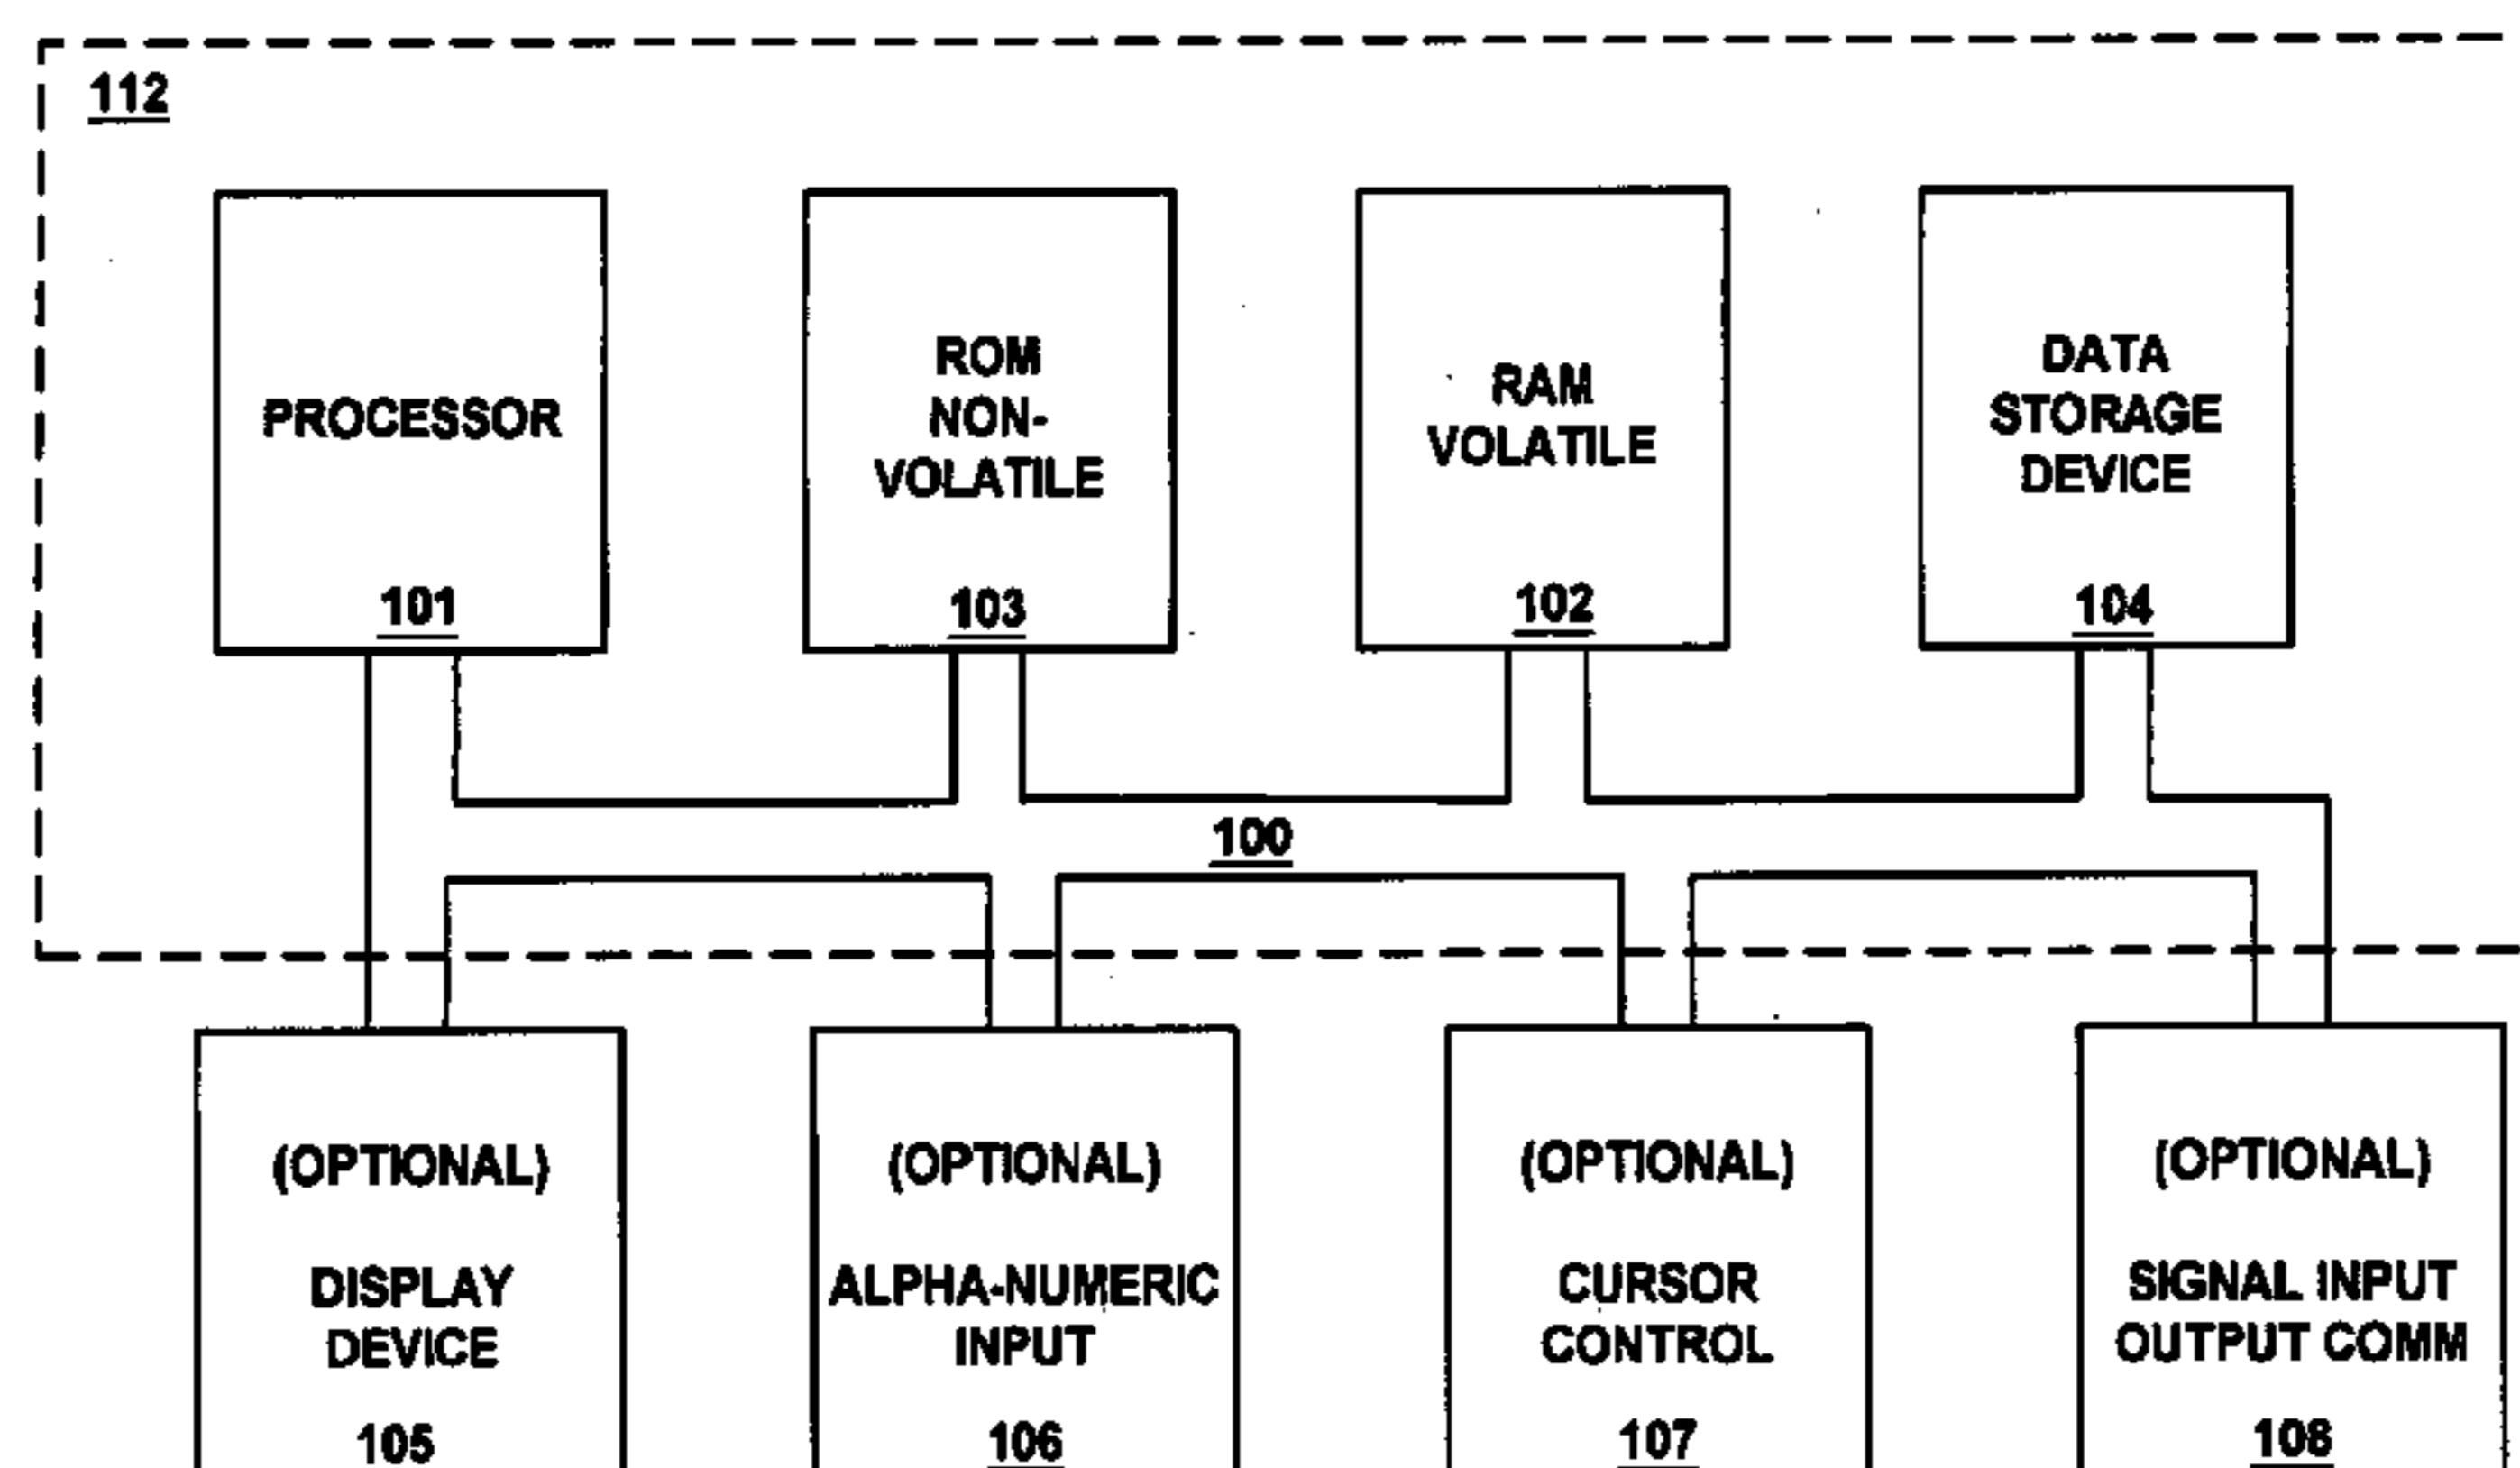 112
PROCESSOR
101
ROM
NON-
VOLATILE
103
RAM
VOLATILE
102
DATA
STORAGE
DEVICE
104
100
(OPTIONAL)
DISPLAY
DEVICE
105
(OPTIONAL)
ALPHA-NUMERIC
INPUT
106
(OPTIONAL)
CURSOR
CONTROL
107
(OPTIONAL)
SIGNAL INPUT
OUTPUT COMM
108